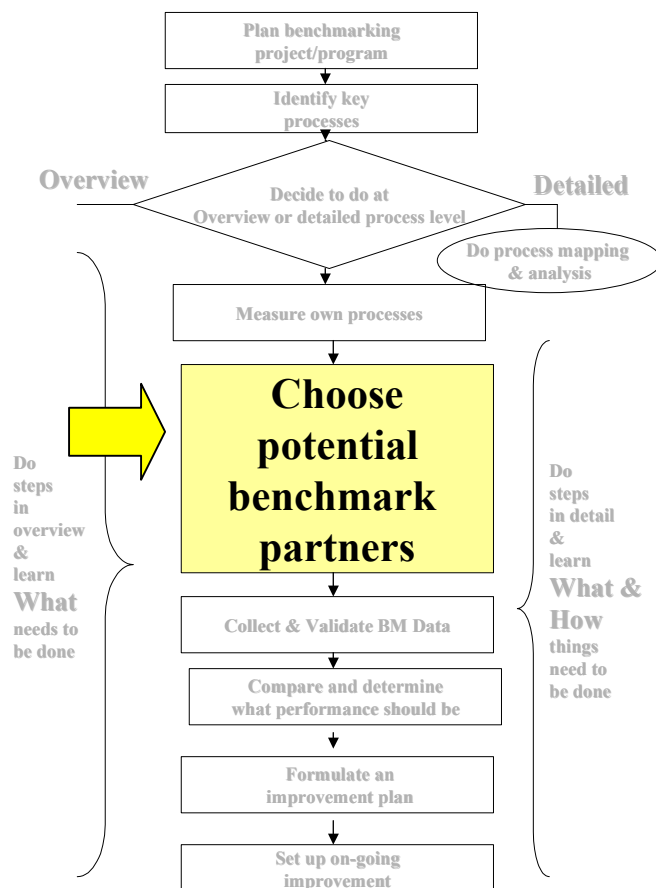 Plan benchmarking
project/program
Identify key
processes
Overview
Detailed
Decide to do at
Overview or detailed process level
Do process mapping
& analysis
Measure own processes
Choose
potential
benchmark
partners
Do
steps
in
overview
&
learn
What
needs to
be done
Do
steps
in detail
&
learn
What &
How
things
need to
be done
Collect & Validate BM Data
Compare and determine
what performance should be
Formulate an
improvement plan
Set up on-going
improvement